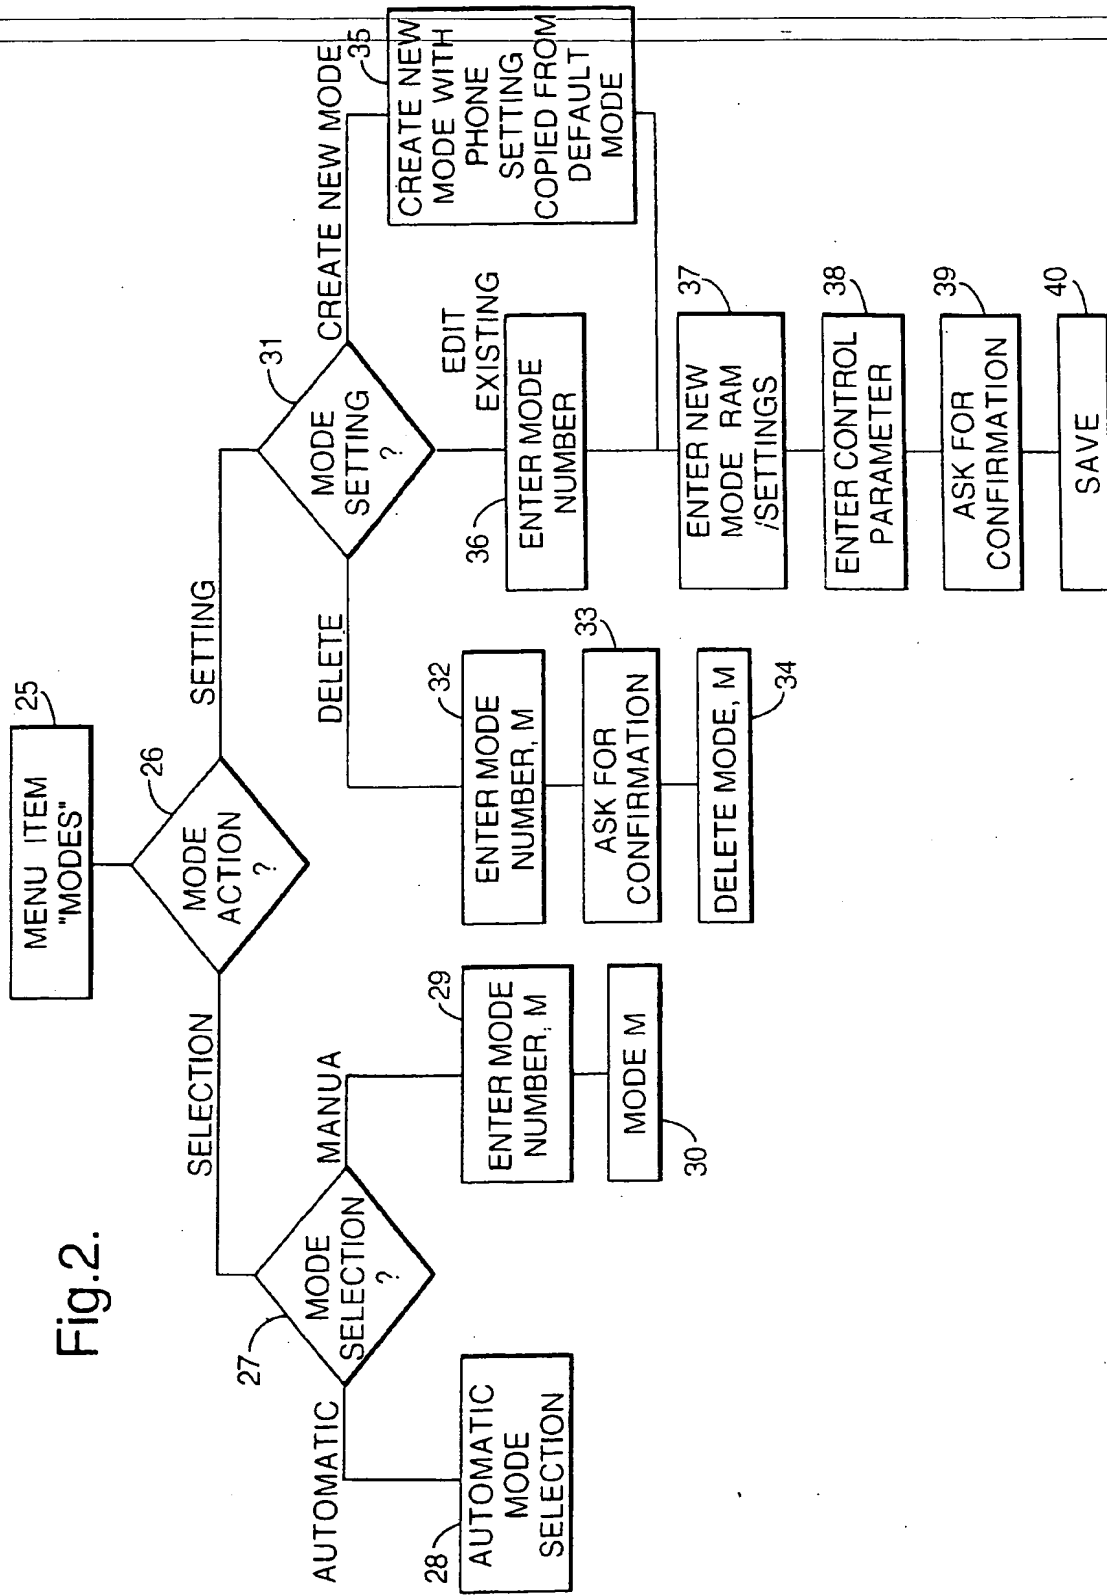 Fig.2.
MENU ITEM
"MODES"
25
MODE
ACTION
?
26
SELECTION
SETTING
MODE
SELECTION
?
27
AUTOMATIC
MANUA
AUTOMATIC
MODE
SELECTION
28
ENTER MODE
NUMBER, M
29
MODE M
30
MODE
SETTING
?
31
DELETE
EDIT
EXISTING
CREATE NEW MODE
ENTER MODE
NUMBER, M
32
ASK FOR
CONFIRMATION
33
DELETE MODE, M
34
CREATE NEW
MODE WITH
PHONE
SETTING
COPIED FROM
DEFAULT
MODE
35
ENTER MODE
NUMBER
36
ENTER NEW
MODE RAM
/SETTINGS
37
ENTER CONTROL
PARAMETER
38
ASK FOR
CONFIRMATION
39
SAVE
40